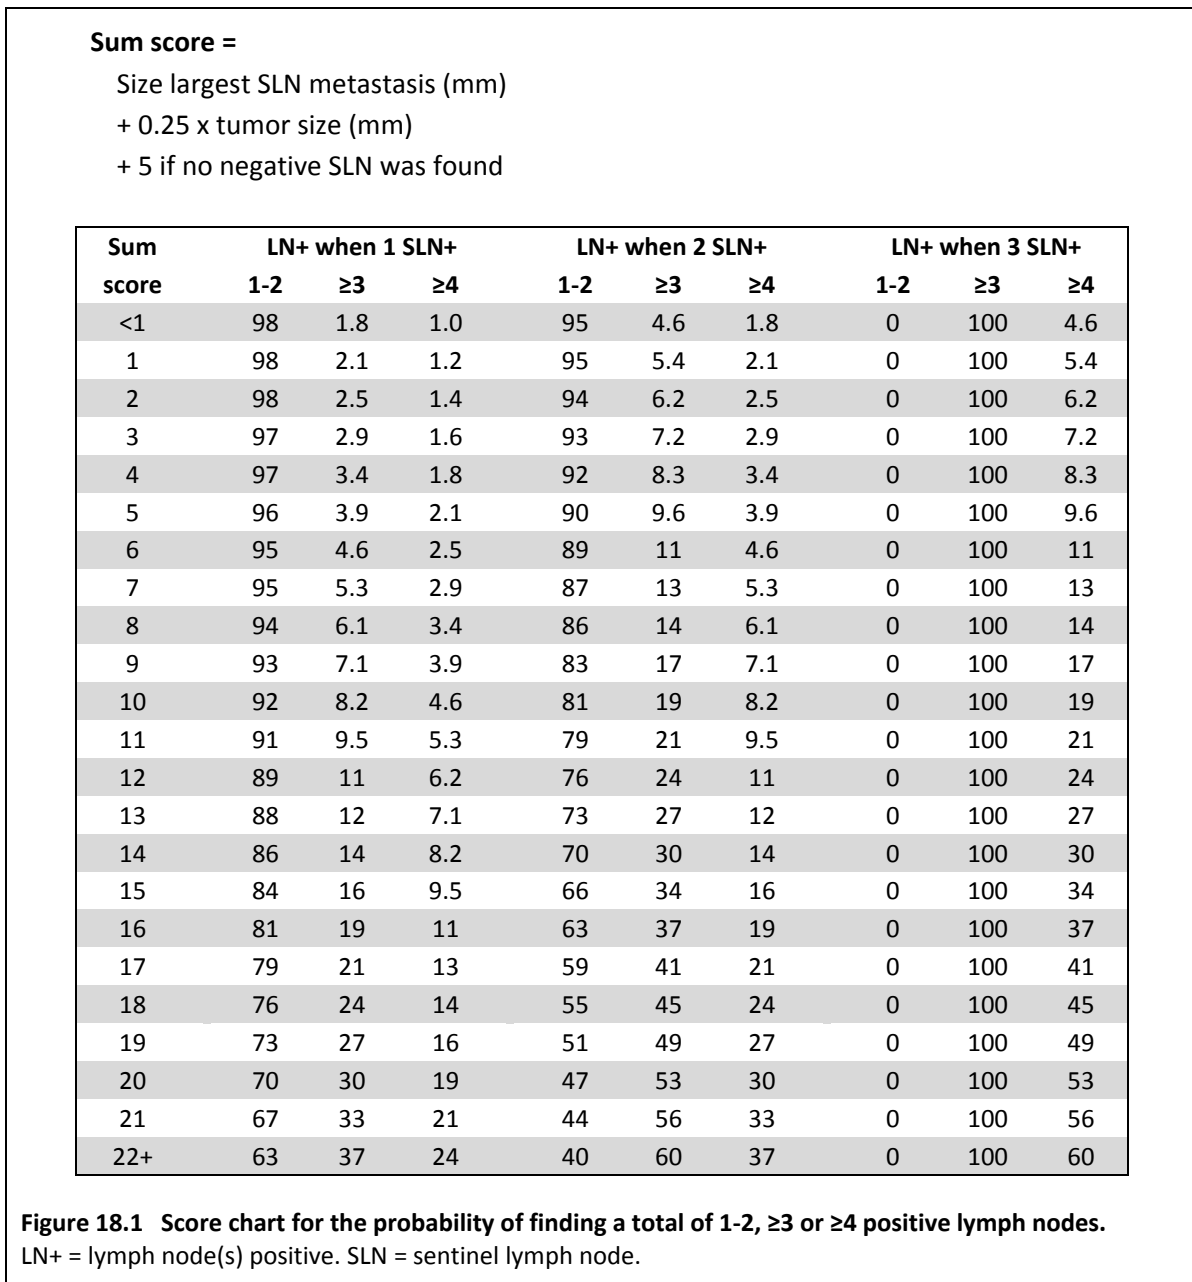 Sum score =
Size largest SLN metastasis (mm)
+ 0.25 x tumor size (mm)
+ 5 if no negative SLN was found
Sum LN+ when 1 SLN+ LN+ when 2 SLN+ LN+ when 3 SLN+
score 1-2 ≥3 ≥4 1-2 ≥3 ≥4 1-2 ≥3 ≥4
<1 98 1.8 1.0 95 4.6 1.8 0 100 4.6
1 98 2.1 1.2 95 5.4 2.1 0 100 5.4
2 98 2.5 1.4 94 6.2 2.5 0 100 6.2
3 97 2.9 1.6 93 7.2 2.9 0 100 7.2
4 97 3.4 1.8 92 8.3 3.4 0 100 8.3
5 96 3.9 2.1 90 9.6 3.9 0 100 9.6
6 95 4.6 2.5 89 11 4.6 0 100 11
7 95 5.3 2.9 87 13 5.3 0 100 13
8 94 6.1 3.4 86 14 6.1 0 100 14
9 93 7.1 3.9 83 17 7.1 0 100 17
10 92 8.2 4.6 81 19 8.2 0 100 19
11 91 9.5 5.3 79 21 9.5 0 100 21
12 89 11 6.2 76 24 11 0 100 24
13 88 12 7.1 73 27 12 0 100 27
14 86 14 8.2 70 30 14 0 100 30
15 84 16 9.5 66 34 16 0 100 34
16 81 19 11 63 37 19 0 100 37
17 79 21 13 59 41 21 0 100 41
18 76 24 14 55 45 24 0 100 45
19 73 27 16 51 49 27 0 100 49
20 70 30 19 47 53 30 0 100 53
21 67 33 21 44 56 33 0 100 56
22+ 63 37 24 40 60 37 0 100 60
Figure 18.1 Score chart for the probability of finding a total of 1-2, ≥3 or ≥4 positive lymph nodes.
LN+ = lymph node(s) positive. SLN = sentinel lymph node.